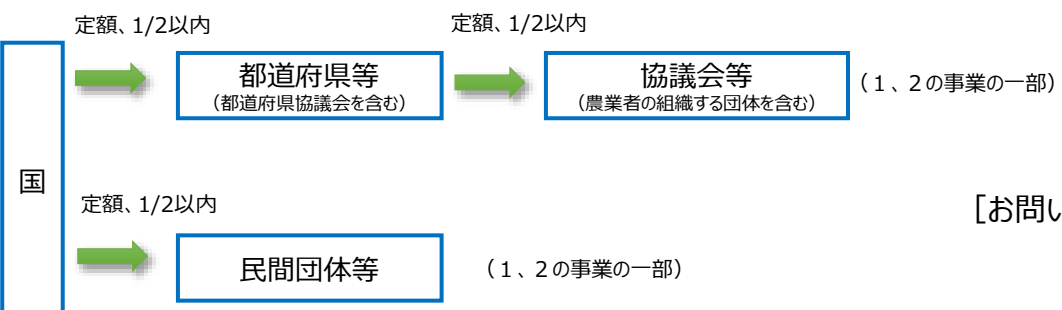 定額、1/2以内
定額、1/2以内
都道府県等
（都道府県協議会を含む）
協議会等
（農業者の組織する団体を含む）
（１、２の事業の一部）
国
定額、1/2以内
［お問い
民間団体等
（１、２の事業の一部）